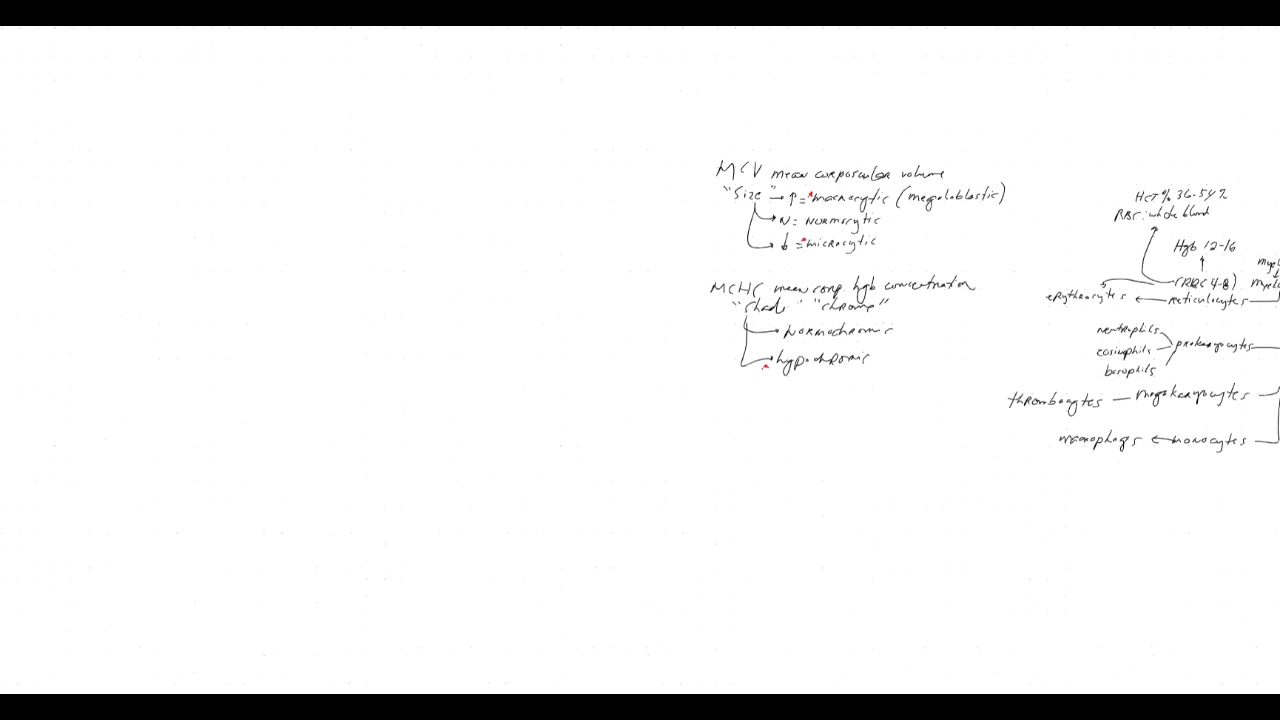 MCV mean corpuscular volume
"Size" → ↑ = *macrocytic (megaloblastic)
→ N = Normocytic
→ ↓ = *microcytic
MCHC mean corp. hgb concentration
"shade" "chrome"
→ Normochromic
→ *hypochromic
HCT % 36-54%
RBC: whole blood
Hgb 12-16
(RBC 4-8)
erythrocytes ← reticulocytes
neutrophils
eosinophils
basophils
prokaryocytes
thrombocytes — megakaryocytes
macrophages ← monocytes